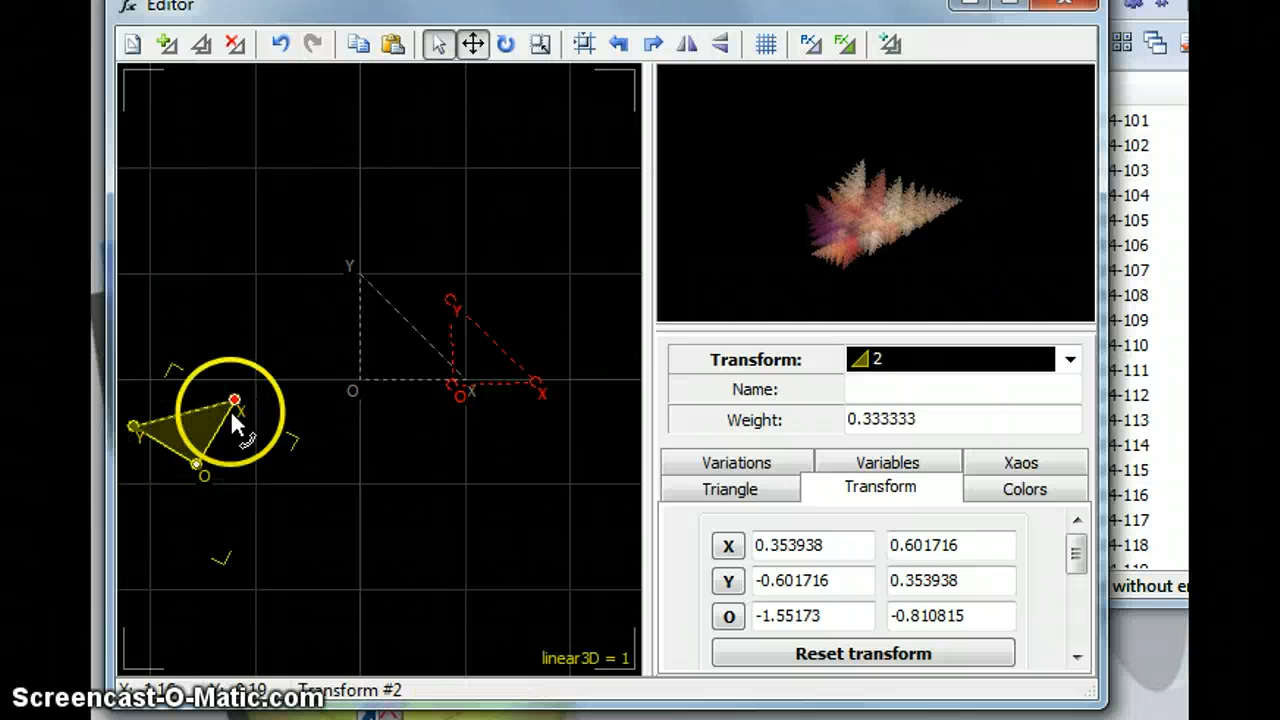 Editor
4-101
4-102
4-103
4-104
4-105
4-106
4-107
4-108
4-109
4-110
4-111
4-112
4-113
4-114
4-115
4-116
4-117
4-118
without er
Y
O
X
Y
O
X
Y
X
O
linear3D = 1
Transform: 2
Name:
Weight: 0.333333
Variations Variables Xaos
Triangle Transform Colors
X 0.353938 0.601716
Y -0.601716 0.353938
O -1.55173 -0.810815
Reset transform
Transform #2
Screencast-O-Matic.com